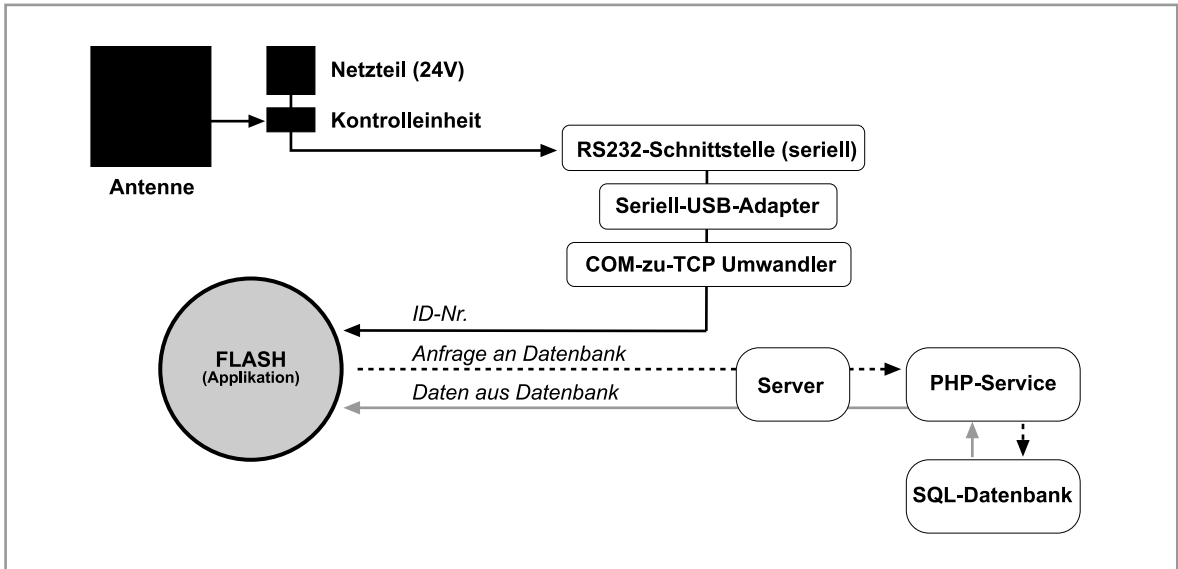 Netzteil (24V)
Kontrolleinheit
Antenne
RS232-Schnittstelle (seriell)
Seriell-USB-Adapter
COM-zu-TCP Umwandler
ID-Nr.
FLASH
(Applikation)
Anfrage an Datenbank
Daten aus Datenbank
Server
PHP-Service
SQL-Datenbank